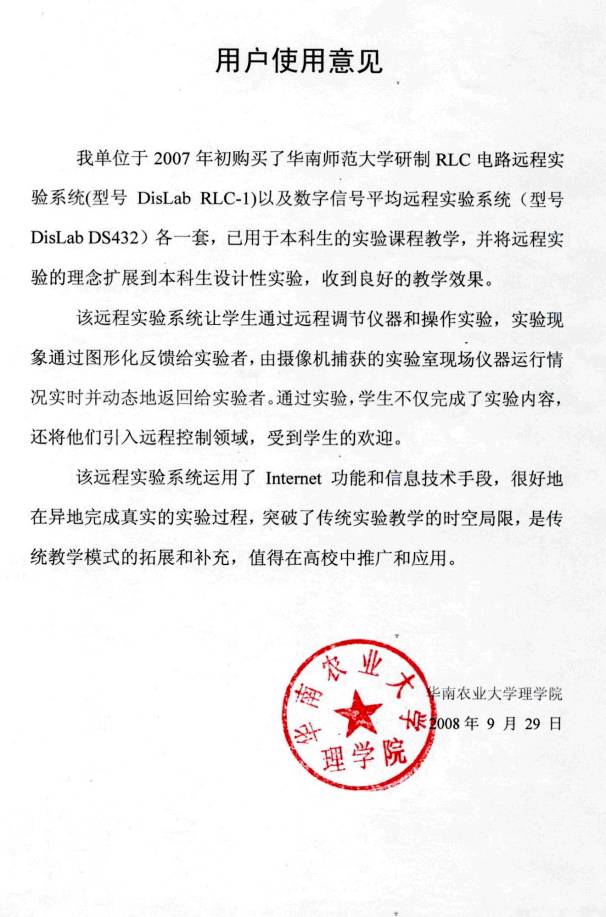 用户使用意见
我单位于 2007 年初购买了华南师范大学研制 RLC 电路远程实
验系统(型号 DisLab RLC-1)以及数字信号平均远程实验系统（型号
DisLab DS432）各一套，已用于本科生的实验课程教学，并将远程实
验的理念扩展到本科生设计性实验，收到良好的教学效果。
该远程实验系统让学生通过远程调节仪器和操作实验，实验现
象通过图形化反馈给实验者，由摄像机捕获的实验室现场仪器运行情
况实时并动态地返回给实验者。通过实验，学生不仅完成了实验内容，
还将他们引入远程控制领域，受到学生的欢迎。
该远程实验系统运用了 Internet 功能和信息技术手段，很好地
在异地完成真实的实验过程，突破了传统实验教学的时空局限，是传
统教学模式的拓展和补充，值得在高校中推广和应用。
华南农业大学
理学院
华南农业大学理学院
2008 年 9 月 29 日